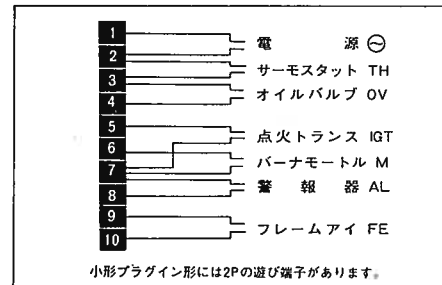 1
2
3
4
5
6
7
8
9
10
電源
サーモスタット TH
オイルバルブ OV
点火トランス IGT
バーナモートル M
警報器 AL
フレームアイ FE
小形プラグイン形には2Pの遊び端子があります。